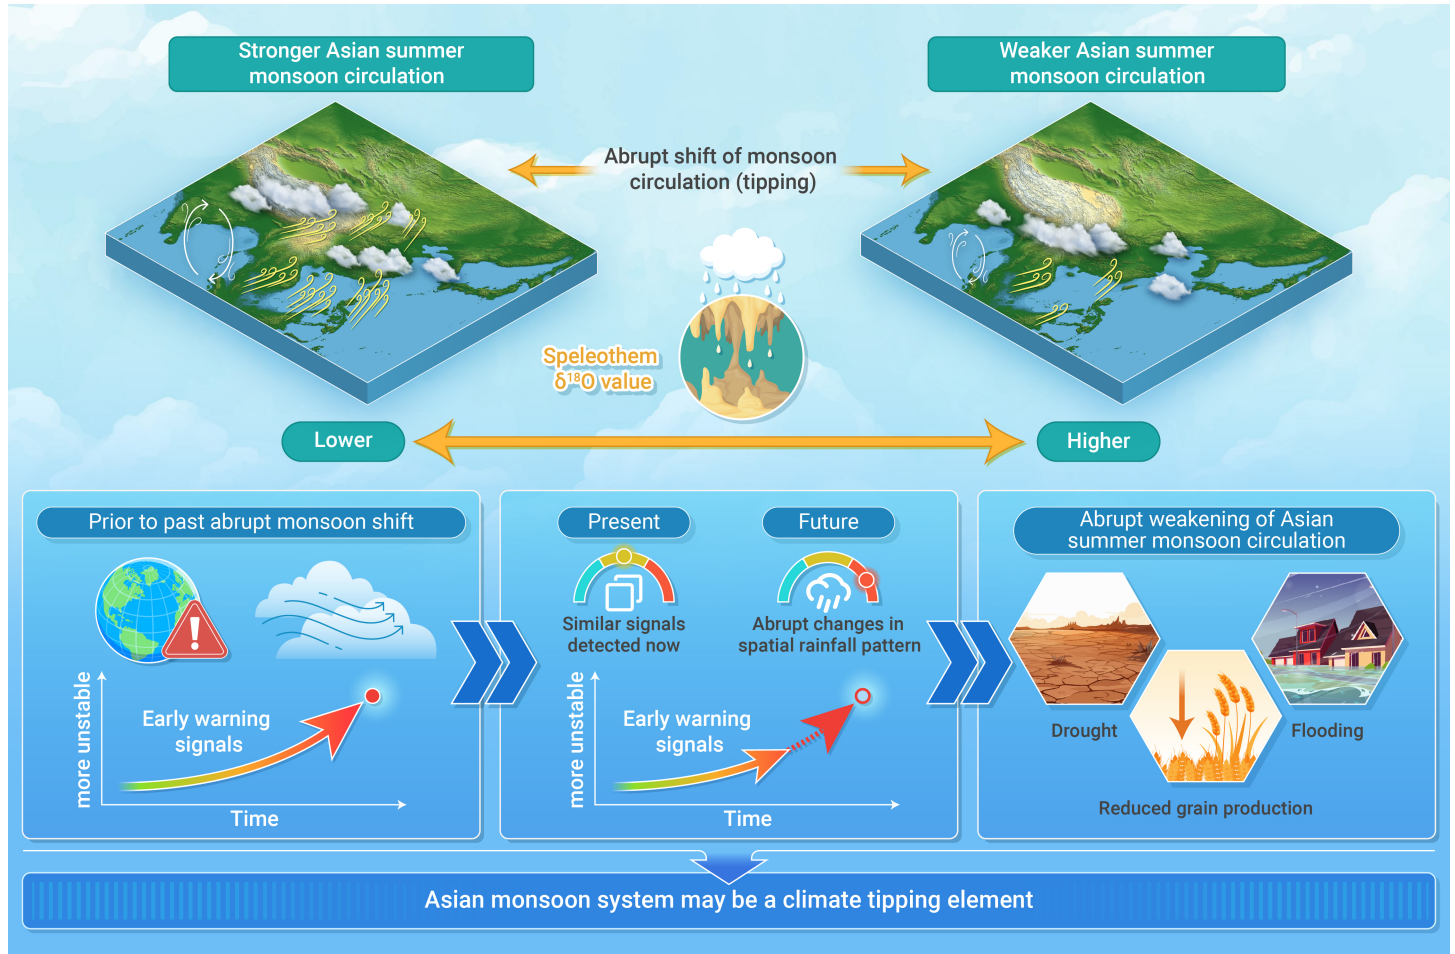 Stronger Asian summer
monsoon circulation
Weaker Asian summer
monsoon circulation
Abrupt shift of monsoon
circulation (tipping)
Speleothem
δ¹⁸O value
Lower
Higher
Prior to past abrupt monsoon shift
more unstable
Early warning
signals
Time
Present
Similar signals
detected now
Future
Abrupt changes in
spatial rainfall pattern
more unstable
Early warning
signals
Time
Abrupt weakening of Asian
summer monsoon circulation
Drought
Flooding
Reduced grain production
Asian monsoon system may be a climate tipping element